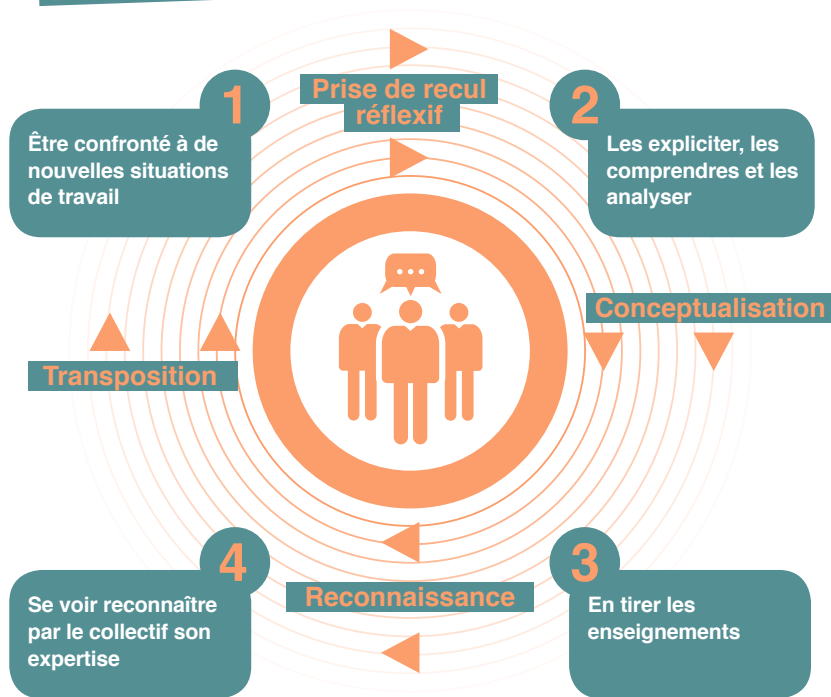 1
Être confronté à de
nouvelles situations
de travail
Prise de recul
réflexif
2
Les expliciter, les
comprendres et les
analyser
Conceptualisation
3
En tirer les
enseignements
Reconnaissance
4
Se voir reconnaître
par le collectif son
expertise
Transposition